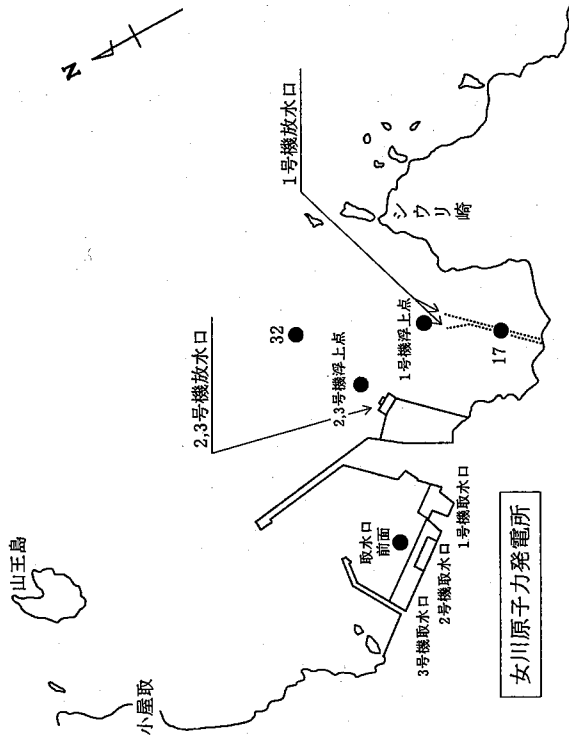 N
1号機放水口
シウリ崎
2,3号機放水口
32
2,3号機浮上点
1号機浮上点
17
山王島
小屋取
取水口
前面
1号機取水口
2号機取水口
3号機取水口
女川原子力発電所